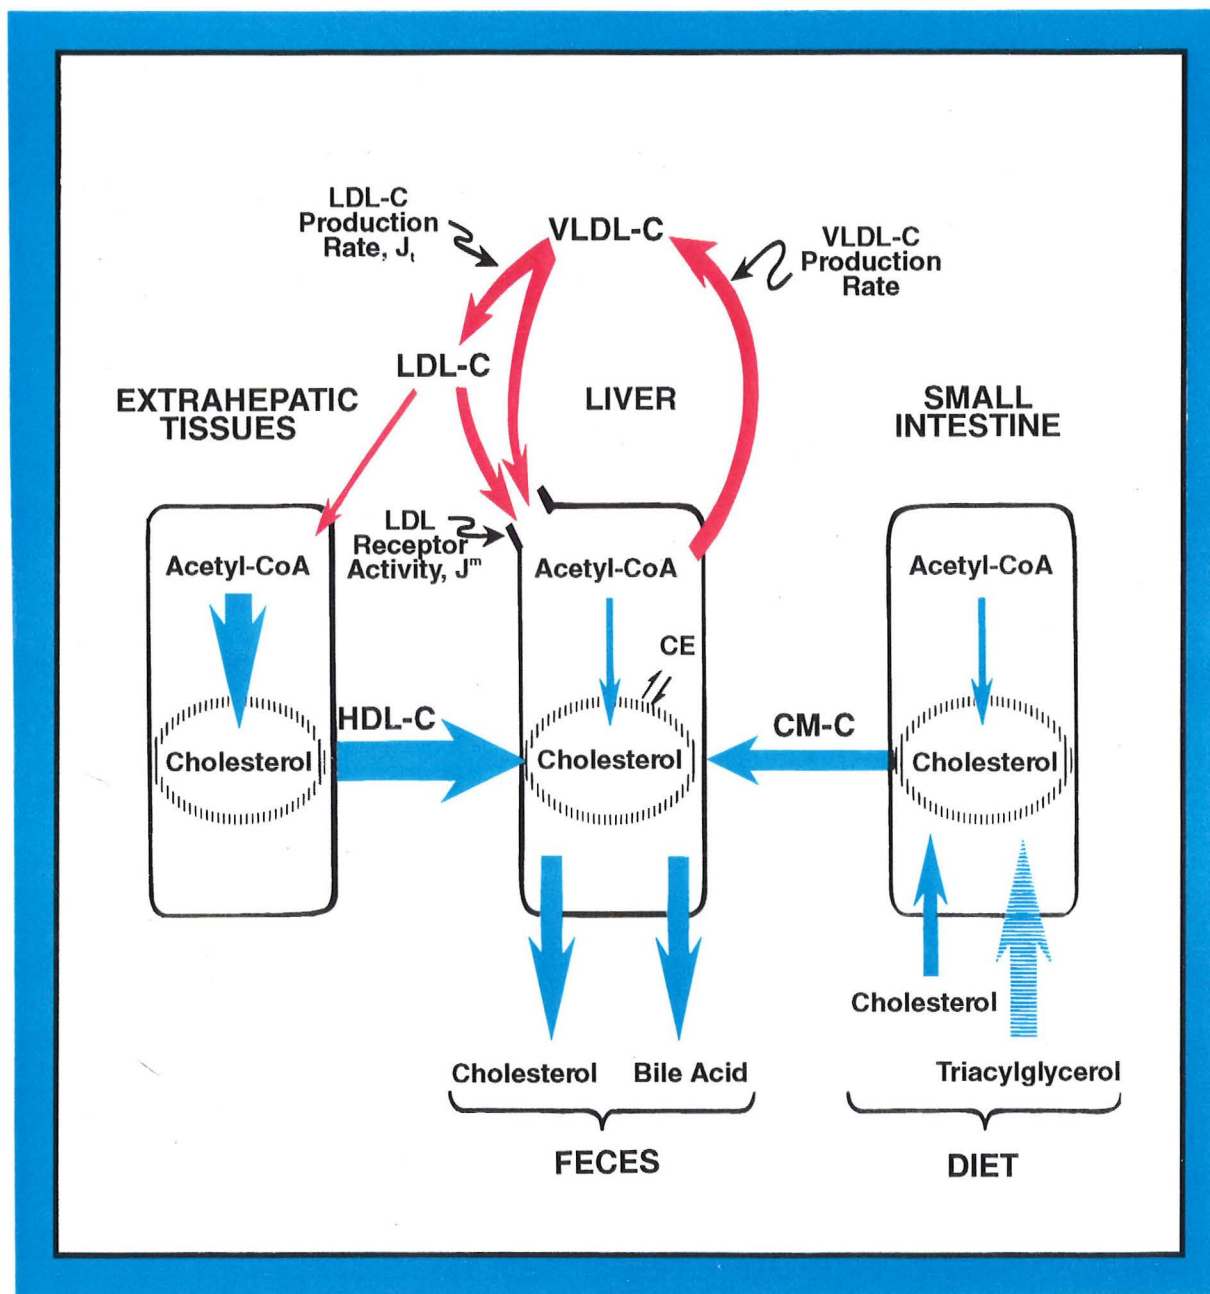 LDL-C
Production
Rate, Jₜ
VLDL-C
VLDL-C
Production
Rate
LDL-C
EXTRAHEPATIC
TISSUES
LIVER
SMALL
INTESTINE
LDL
Receptor
Activity, Jᵐ
Acetyl-CoA
Acetyl-CoA
Acetyl-CoA
CE
HDL-C
CM-C
Cholesterol
Cholesterol
Cholesterol
Cholesterol
Cholesterol
Bile Acid
Triacylglycerol
FECES
DIET